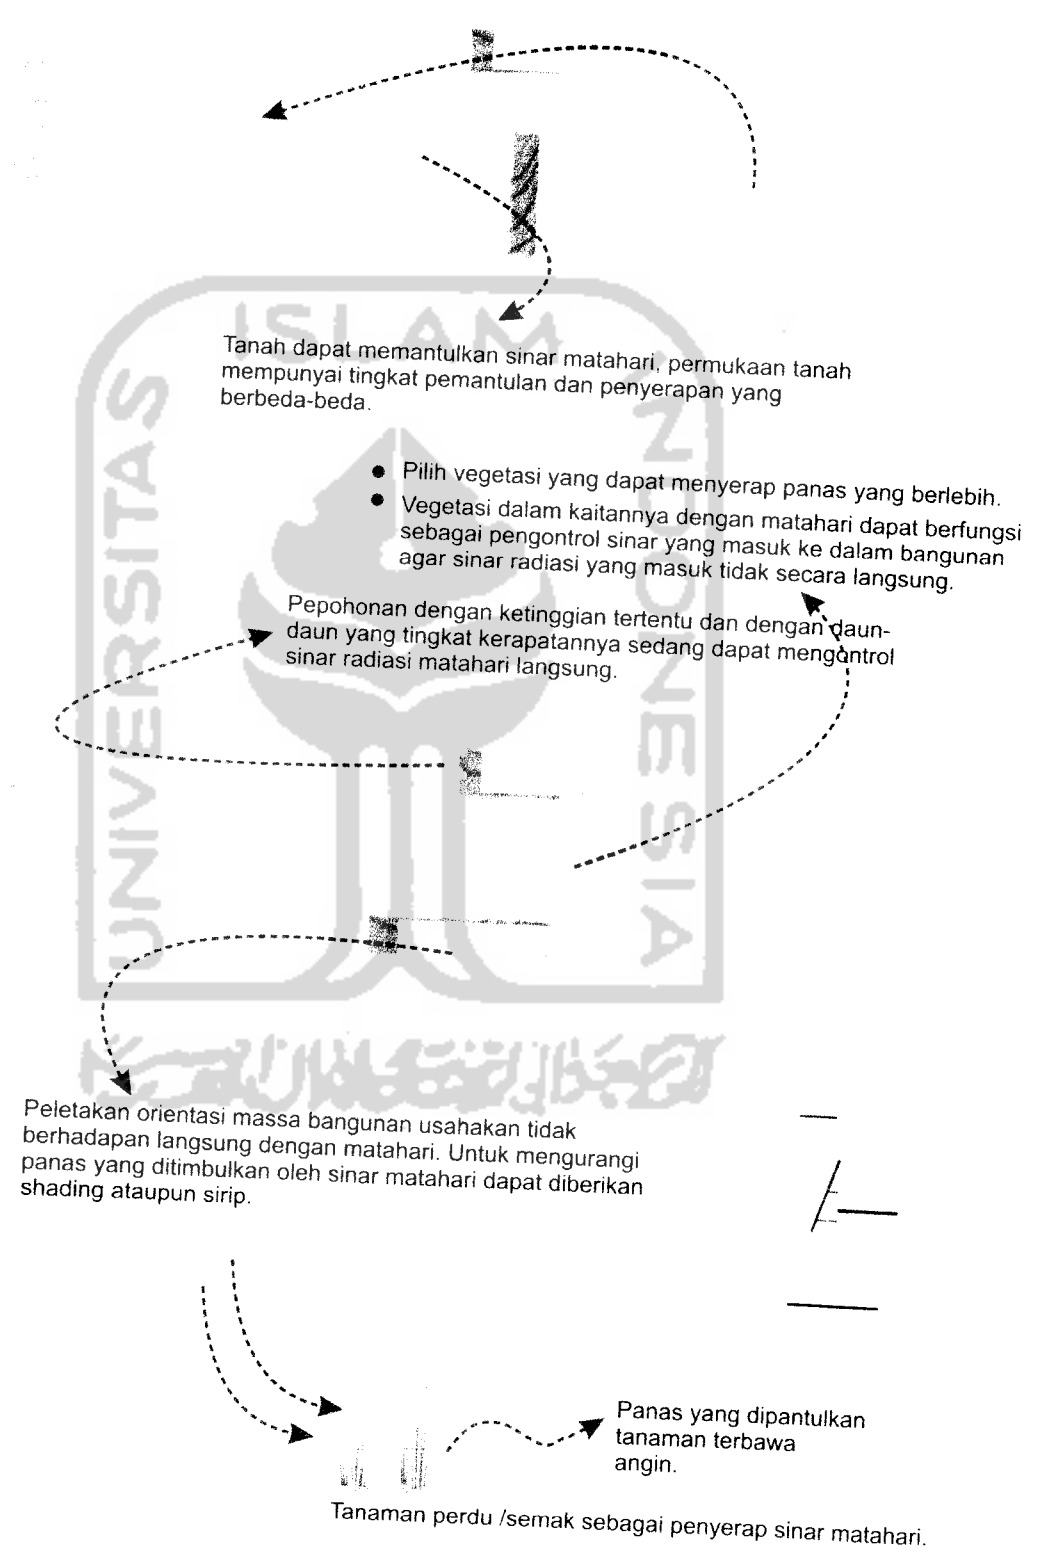 Tanah dapat memantulkan sinar matahari, permukaan tanah
mempunyai tingkat pemantulan dan penyerapan yang
berbeda-beda.
● Pilih vegetasi yang dapat menyerap panas yang berlebih.
● Vegetasi dalam kaitannya dengan matahari dapat berfungsi
sebagai pengontrol sinar yang masuk ke dalam bangunan
agar sinar radiasi yang masuk tidak secara langsung.
Pepohonan dengan ketinggian tertentu dan dengan daun-
daun yang tingkat kerapatannya sedang dapat mengontrol
sinar radiasi matahari langsung.
Peletakan orientasi massa bangunan usahakan tidak
berhadapan langsung dengan matahari. Untuk mengurangi
panas yang ditimbulkan oleh sinar matahari dapat diberikan
shading ataupun sirip.
Panas yang dipantulkan
tanaman terbawa
angin.
Tanaman perdu /semak sebagai penyerap sinar matahari.
UNIVERSITAS
ISLAM
INDONESIA